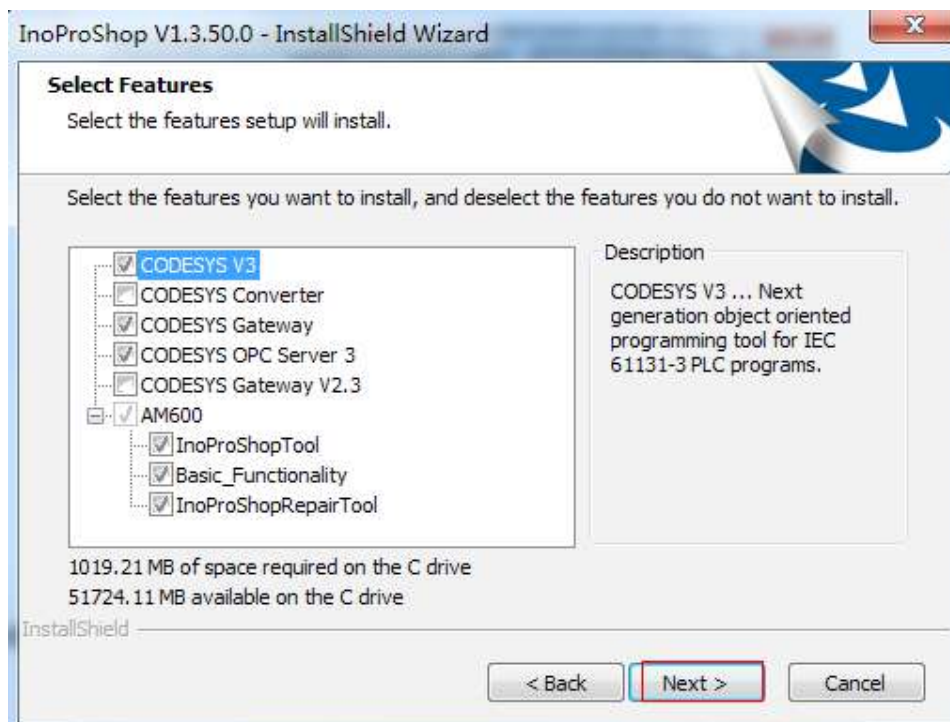 InoProShop V1.3.50.0 - InstallShield Wizard
Select Features
Select the features setup will install.
Select the features you want to install, and deselect the features you do not want to install.
CODESYS V3
CODESYS Converter
CODESYS Gateway
CODESYS OPC Server 3
CODESYS Gateway V2.3
AM600
InoProShopTool
Basic_Functionality
InoProShopRepairTool
Description
CODESYS V3 ... Next
generation object oriented
programming tool for IEC
61131-3 PLC programs.
1019.21 MB of space required on the C drive
51724.11 MB available on the C drive
InstallShield
< Back
Next >
Cancel